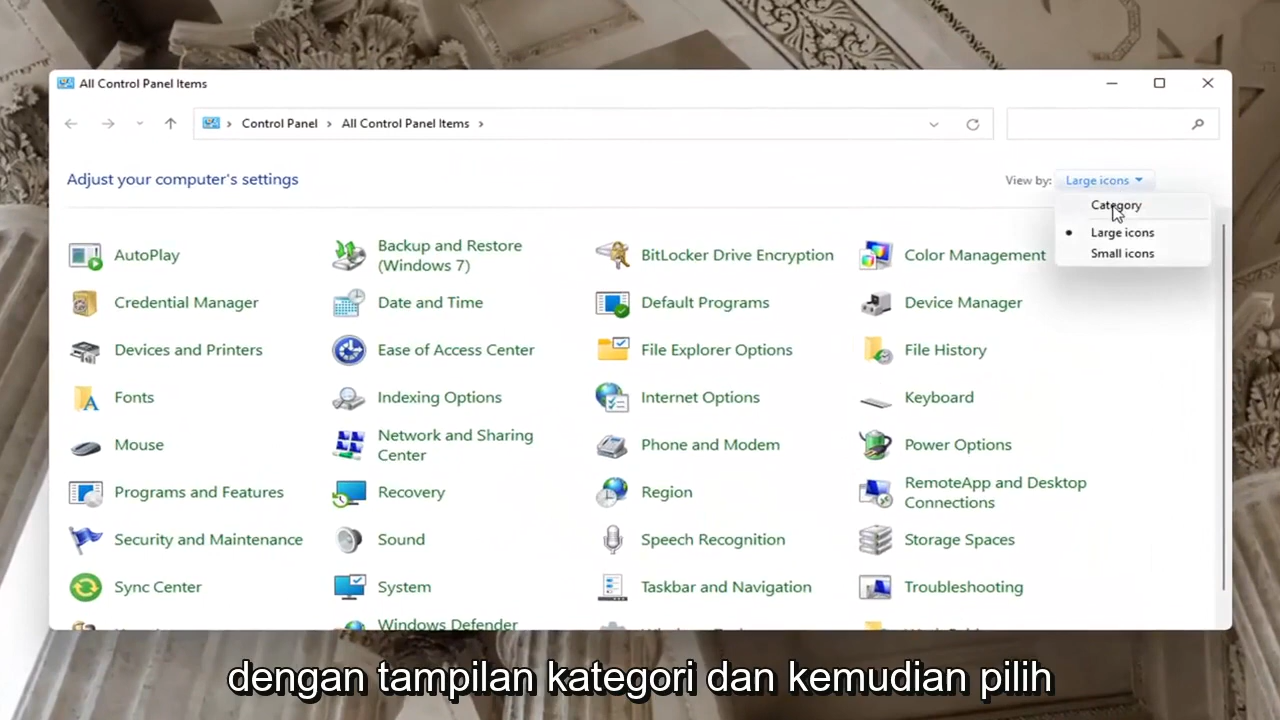 All Control Panel Items
Control Panel
All Control Panel Items
Adjust your computer's settings
View by:
Large icons
Category
Large icons
Small icons
AutoPlay
Backup and Restore
(Windows 7)
BitLocker Drive Encryption
Color Management
Credential Manager
Date and Time
Default Programs
Device Manager
Devices and Printers
Ease of Access Center
File Explorer Options
File History
Fonts
Indexing Options
Internet Options
Keyboard
Mouse
Network and Sharing
Center
Phone and Modem
Power Options
Programs and Features
Recovery
Region
RemoteApp and Desktop
Connections
Security and Maintenance
Sound
Speech Recognition
Storage Spaces
Sync Center
System
Taskbar and Navigation
Troubleshooting
Windows Defender
dengan tampilan kategori dan kemudian pilih